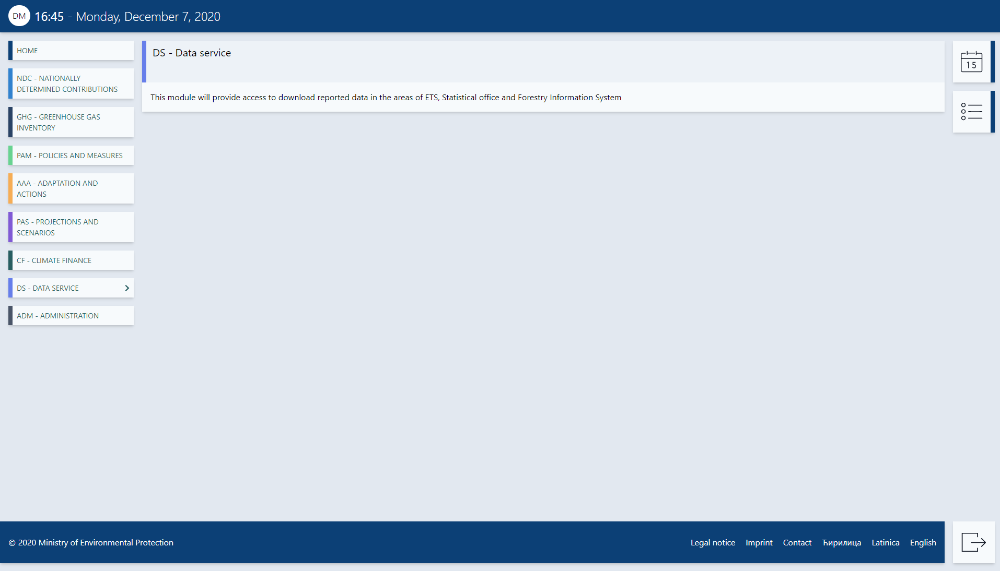 DM 16:45 - Monday, December 7, 2020
HOME
NDC - NATIONALLY
DETERMINED CONTRIBUTIONS
GHG - GREENHOUSE GAS
INVENTORY
PAM - POLICIES AND MEASURES
AAA - ADAPTATION AND
ACTIONS
PAS - PROJECTIONS AND
SCENARIOS
CF - CLIMATE FINANCE
DS - DATA SERVICE
ADM - ADMINISTRATION
DS - Data service
This module will provide access to download reported data in the areas of ETS, Statistical office and Forestry Information System
15
© 2020 Ministry of Environmental Protection
Legal notice Imprint Contact Ћирилица Latinica English